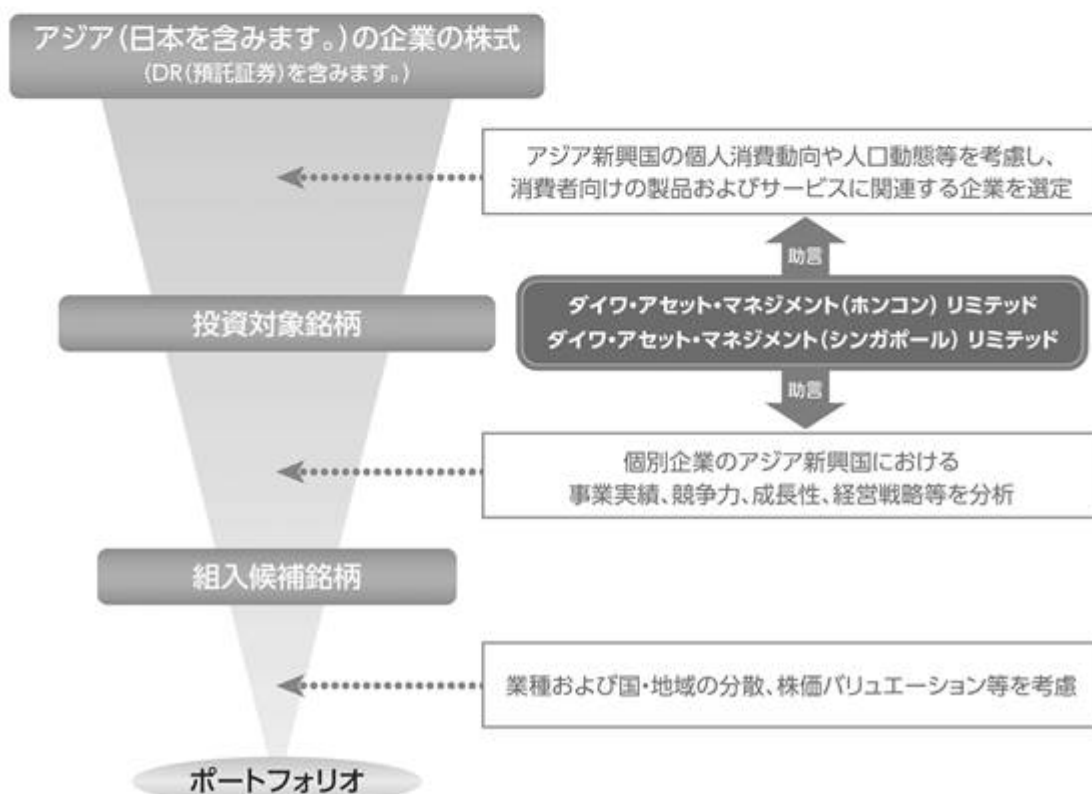 アジア(日本を含みます。)の企業の株式
(DR(預託証券)を含みます。)
アジア新興国の個人消費動向や人口動態等を考慮し、
消費者向けの製品およびサービスに関連する企業を選定
助言
投資対象銘柄
ダイワ・アセット・マネジメント(ホンコン) リミテッド
ダイワ・アセット・マネジメント(シンガポール) リミテッド
助言
個別企業のアジア新興国における
事業実績、競争力、成長性、経営戦略等を分析
組入候補銘柄
業種および国・地域の分散、株価バリュエーション等を考慮
ポートフォリオ